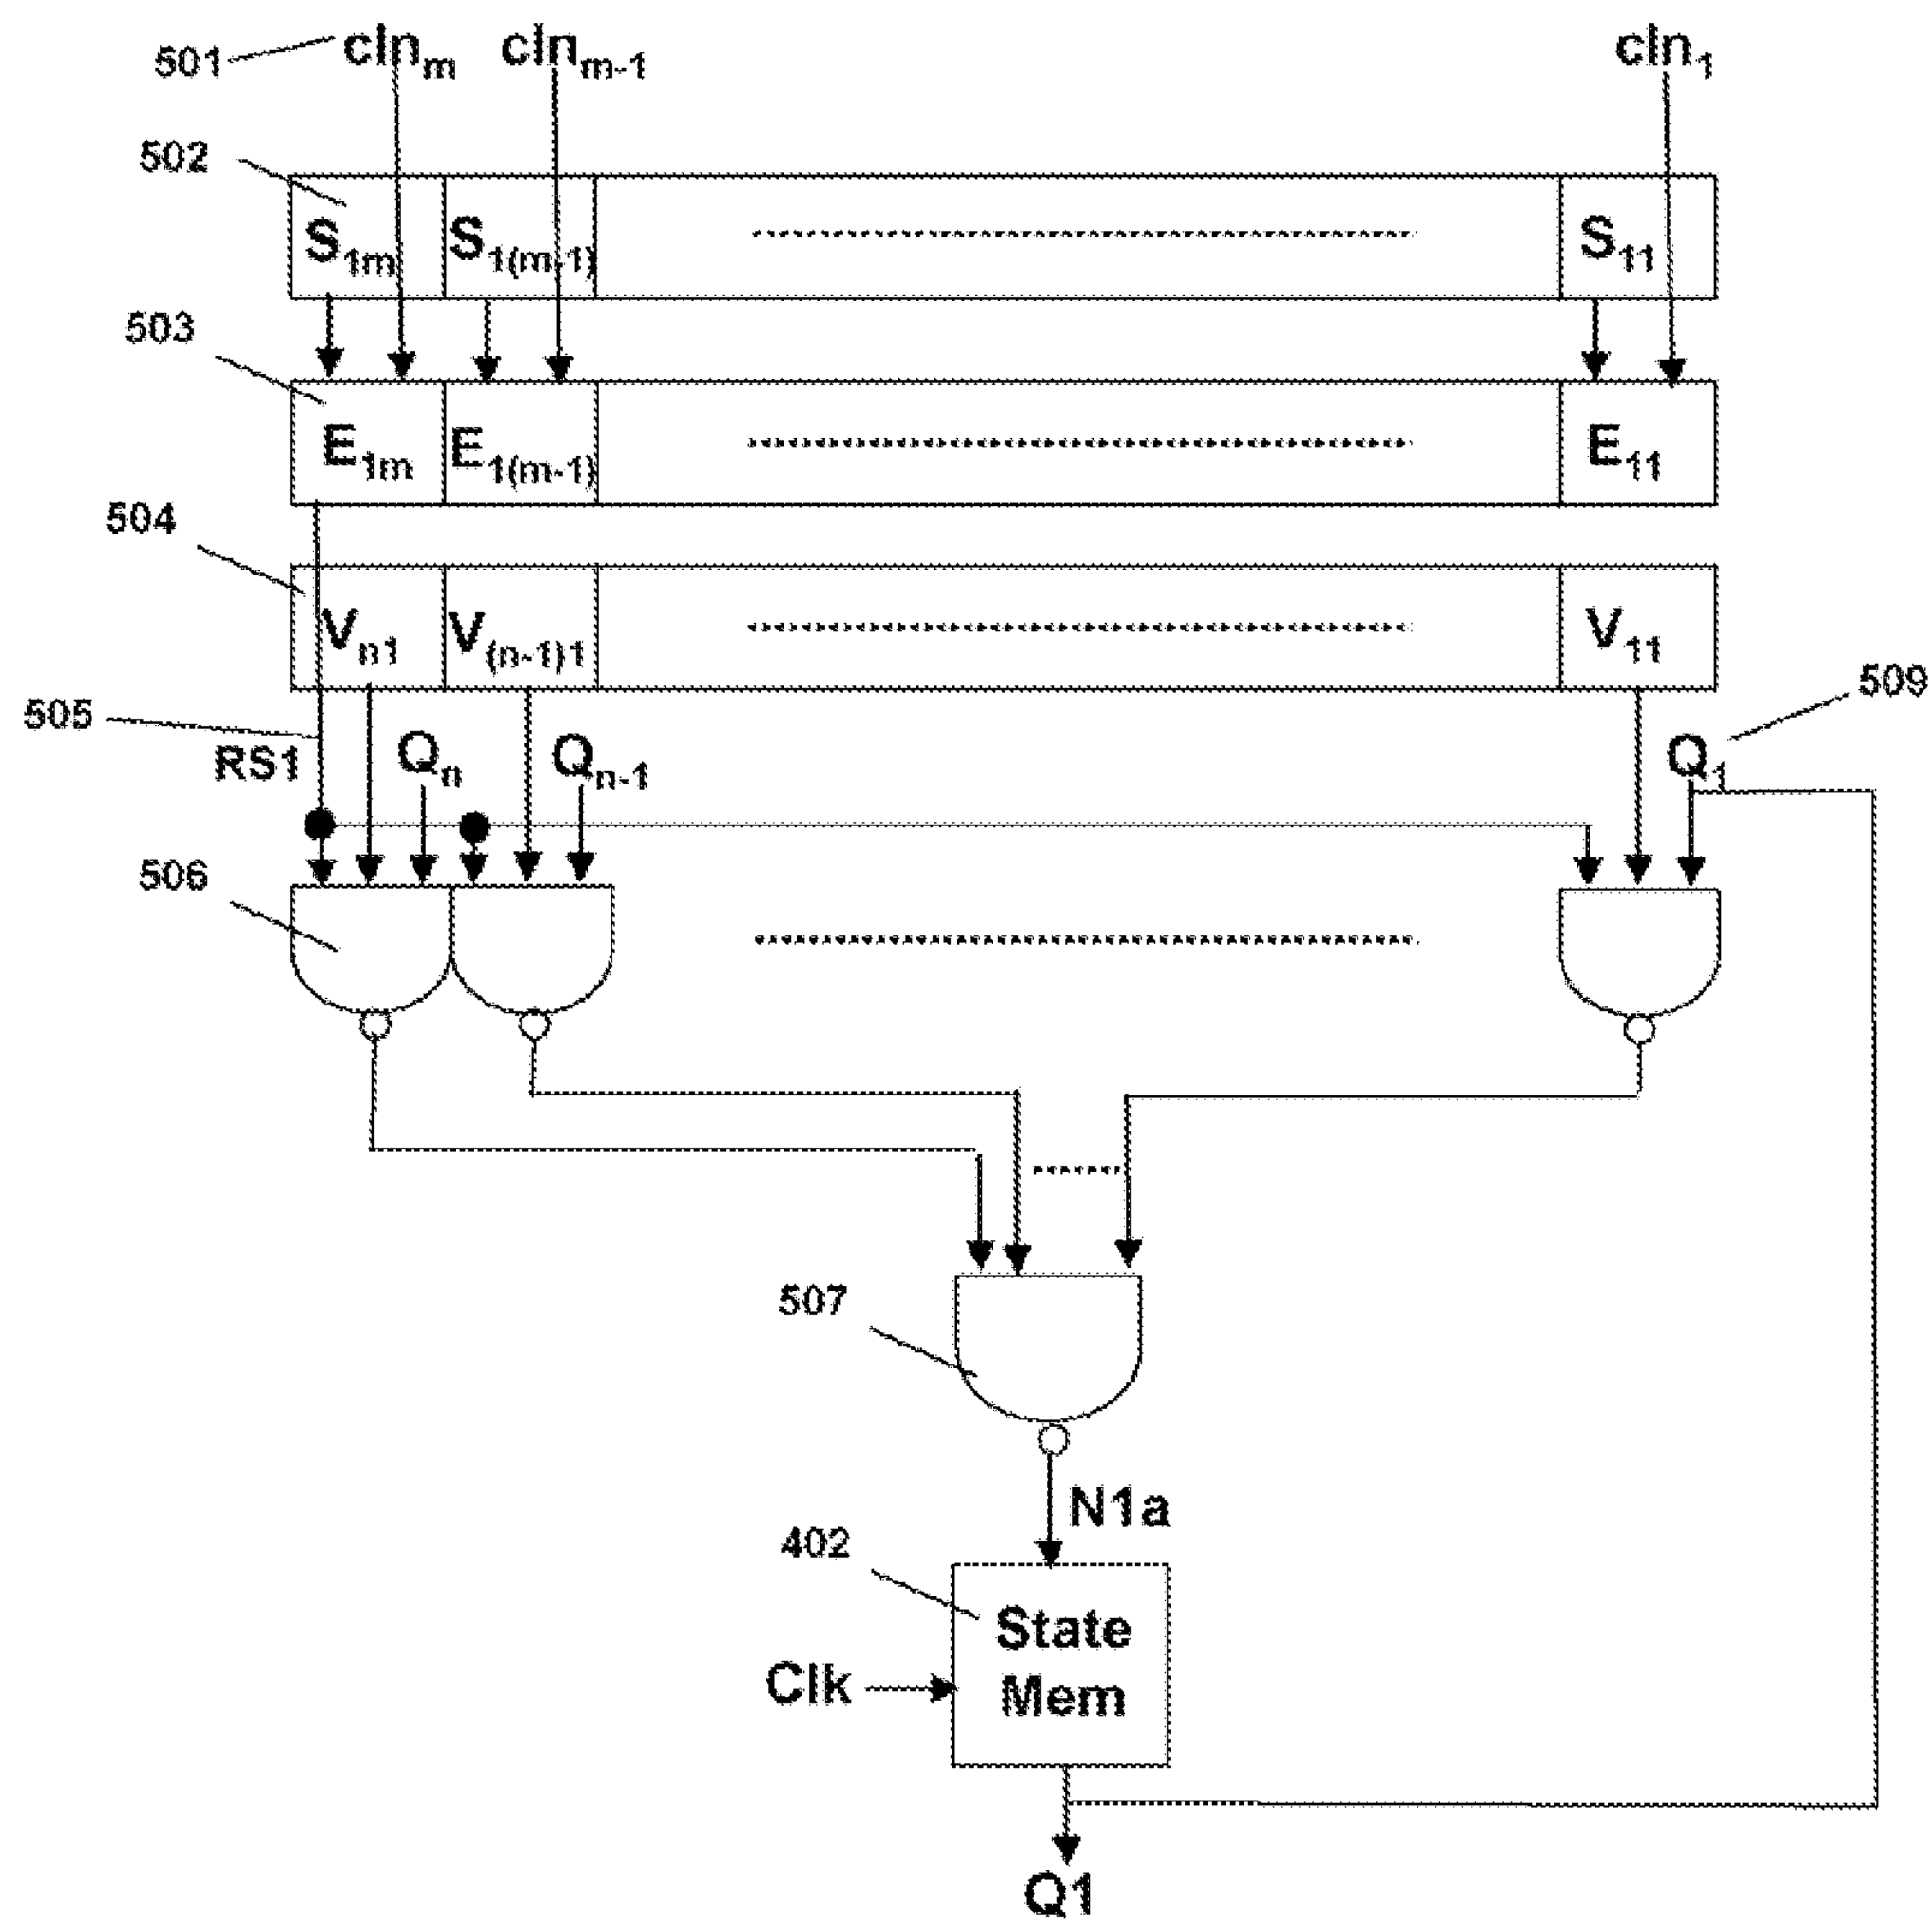 501 cIn_m cIn_m-1 cIn_1
502
S_1m S_1(m-1) S_11
503
E_1m E_1(m-1) E_11
504
V_n1 V_(n-1)1 V_11
505 RS1 Q_n Q_n-1 Q_1 509
506
507
N1a
402
State
Mem
Clk
Q1